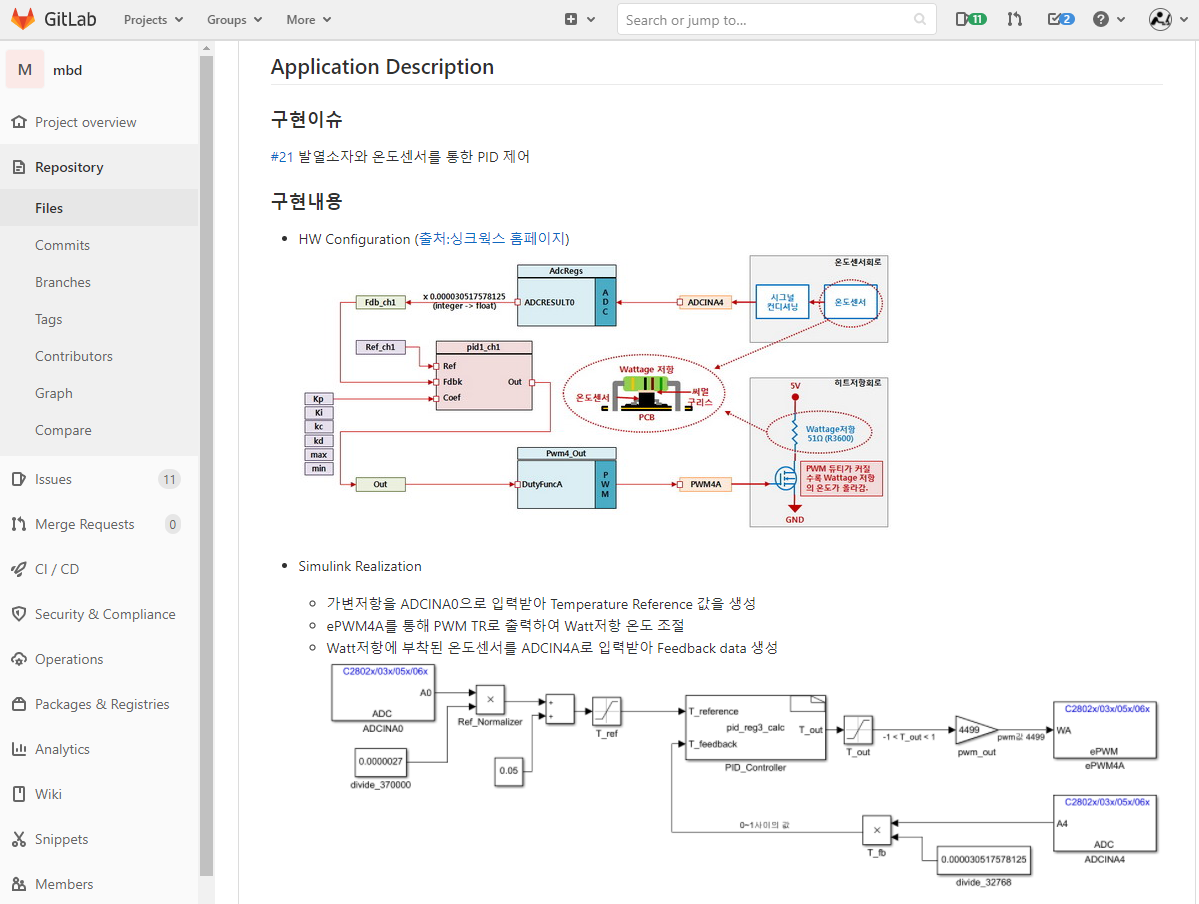 GitLab Projects Groups More Search or jump to... 11 2 ?
M mbd
Project overview
Repository
Files
Commits
Branches
Tags
Contributors
Graph
Compare
Issues 11
Merge Requests 0
CI / CD
Security & Compliance
Operations
Packages & Registries
Analytics
Wiki
Snippets
Members
Application Description
구현이슈
#21 발열소자와 온도센서를 통한 PID 제어
구현내용
HW Configuration (출처:싱크웍스 홈페이지)
AdcRegs
ADCRESULT0
ADC
x 0.000030517578125
(integer -> float)
Fdb_ch1
ADCINA4
온도센서회로
시그널
컨디셔닝
온도센서
Ref_ch1
pid1_ch1
Ref
Fdbk
Coef
Out
Kp
Ki
kc
kd
max
min
Wattage 저항
온도센서
써멀
구리스
PCB
히트저항회로
5V
Wattage저항
51Ω (R3600)
PWM 듀티가 커질
수록 Wattage 저항
의 온도가 올라감.
GND
Out
Pwm4_Out
DutyFuncA
PWM
PWM4A
Simulink Realization
가변저항을 ADCINA0으로 입력받아 Temperature Reference 값을 생성
ePWM4A를 통해 PWM TR로 출력하여 Watt저항 온도 조절
Watt저항에 부착된 온도센서를 ADCIN4A로 입력받아 Feedback data 생성
C2802x/03x/05x/06x
A0
ADC
ADCINA0
×
Ref_Normalizer
0.0000027
divide_370000
+
+
0.05
T_ref
T_reference
pid_reg3_calc
T_out
T_feedback
PID_Controller
T_out
-1 < T_out < 1
4499
pwm_out
pwm값 4499
C2802x/03x/05x/06x
WA
ePWM
ePWM4A
0~1사이의 값
×
T_fb
C2802x/03x/05x/06x
A4
ADC
ADCINA4
0.000030517578125
divide_32768